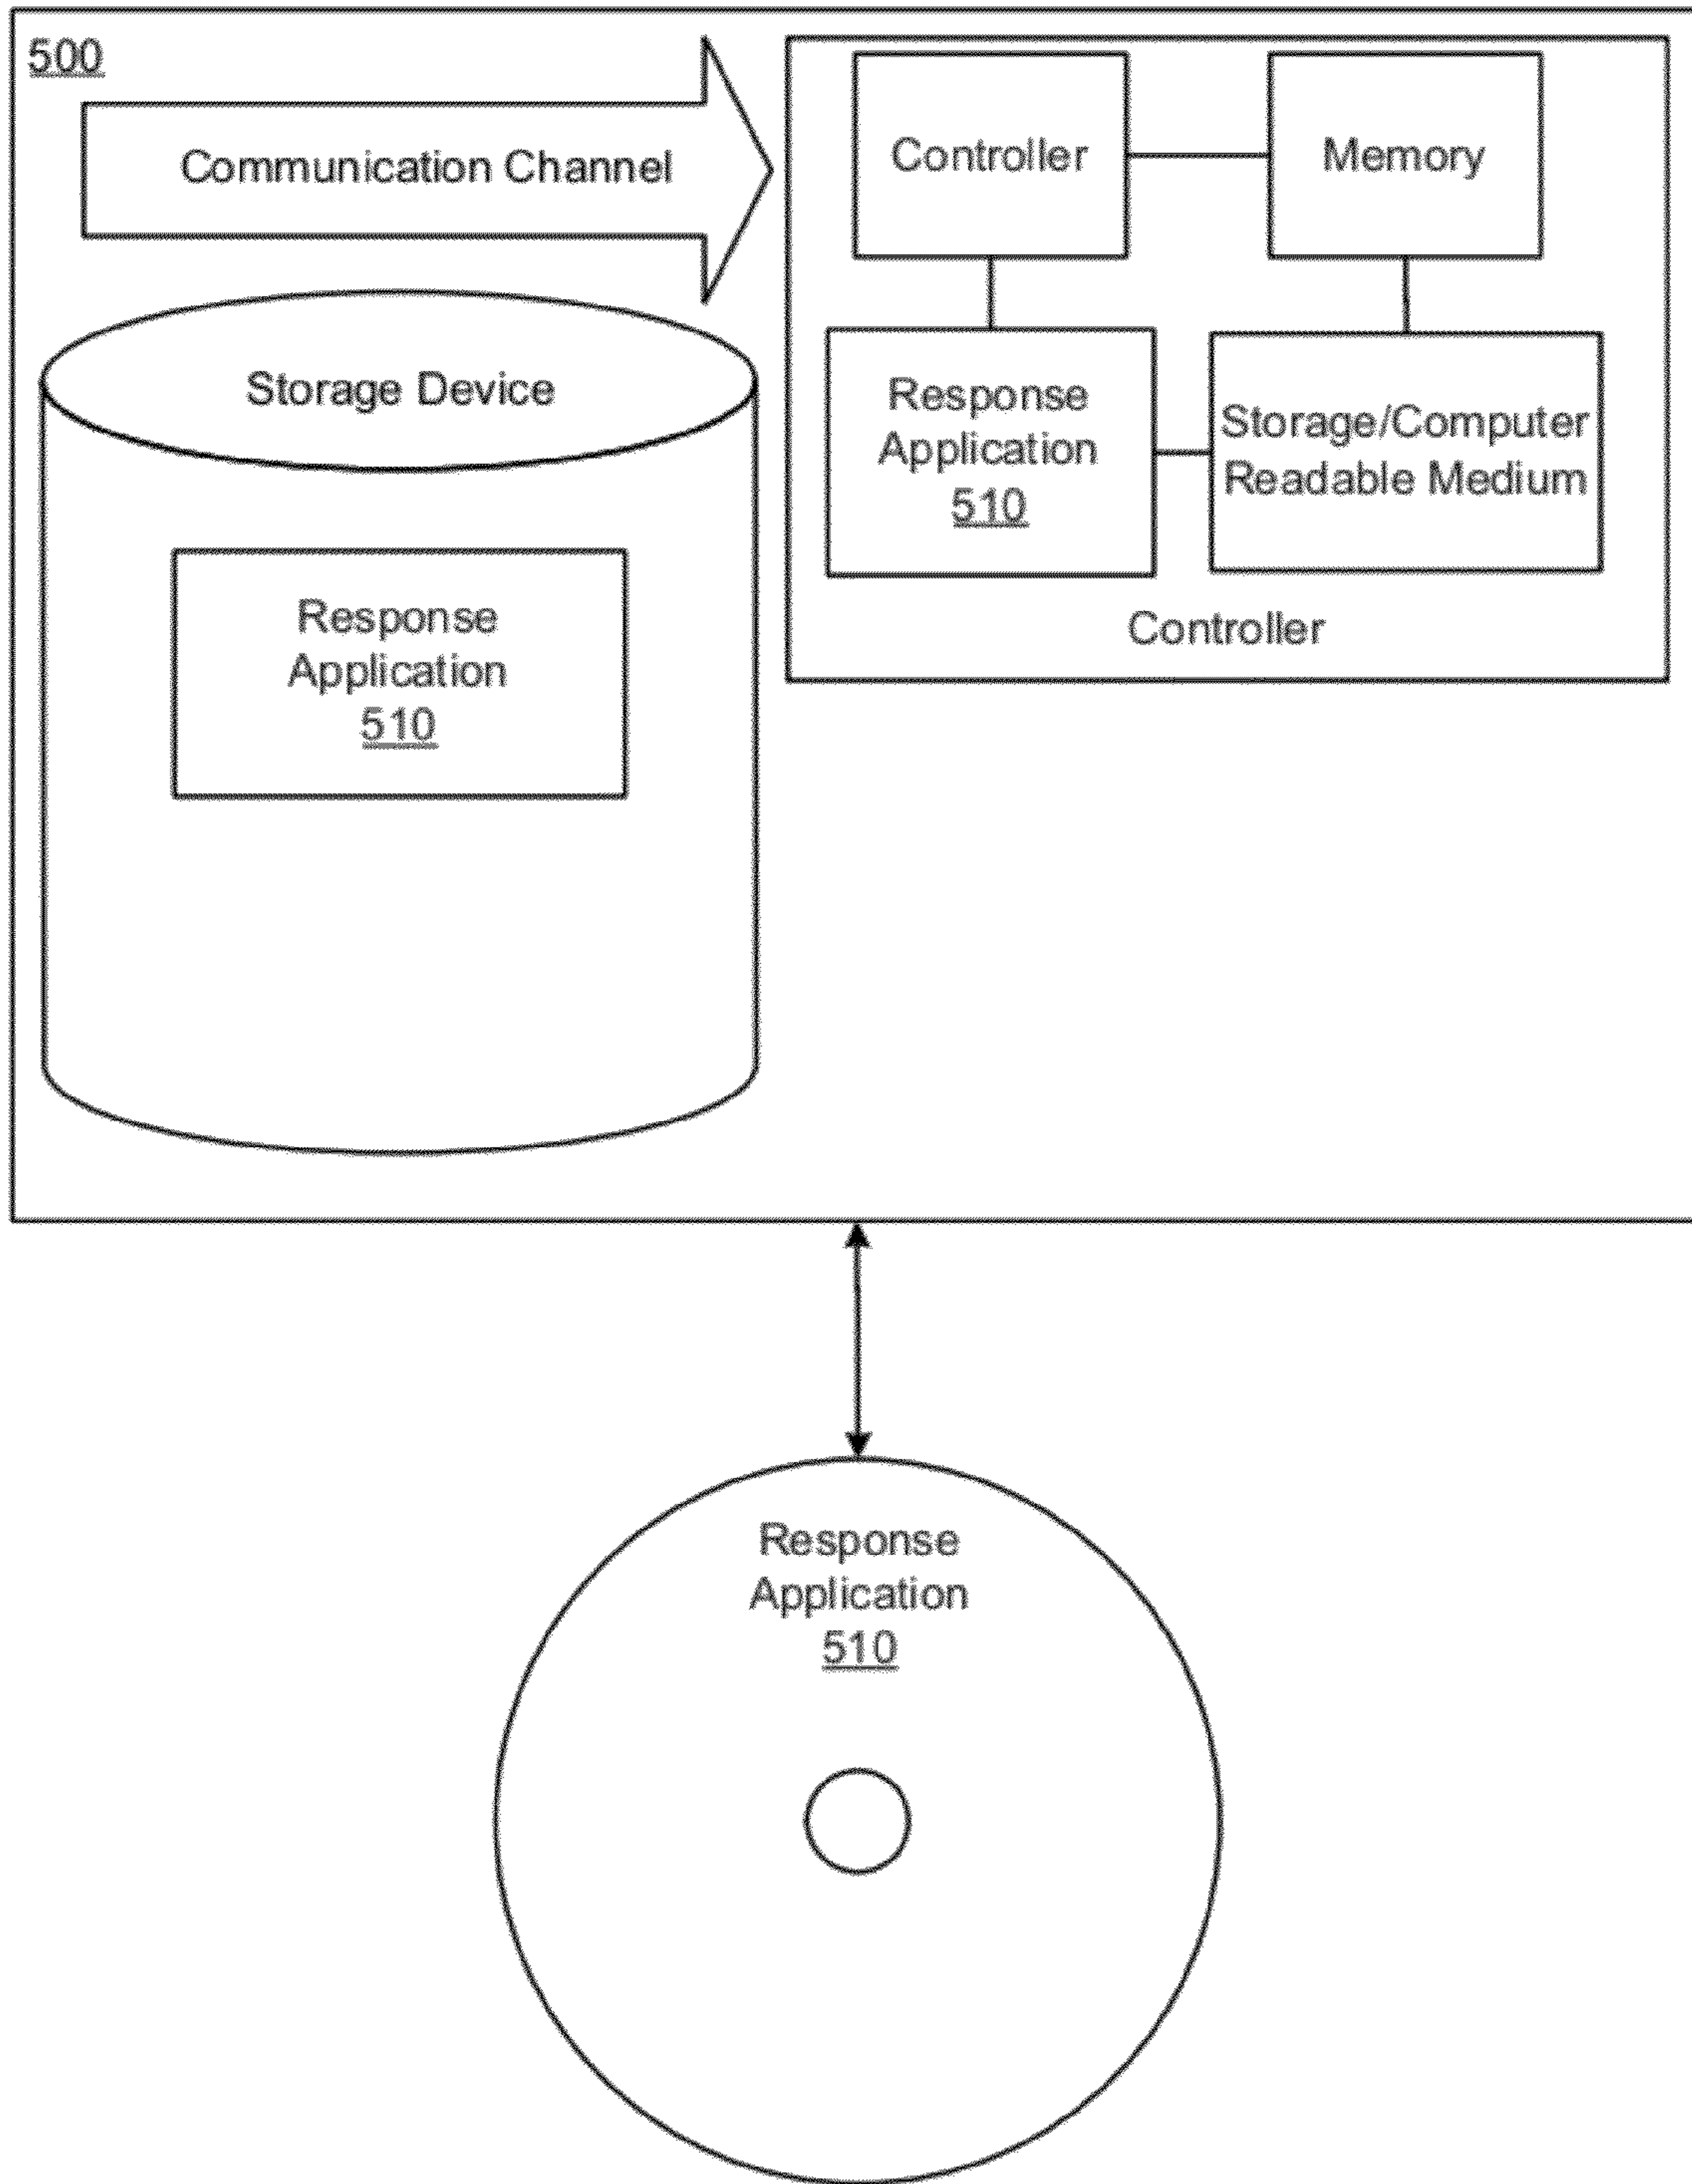 500
Communication Channel
Controller
Memory
Storage Device
Response
Application
510
Storage/Computer
Readable Medium
Controller
Response
Application
510
Response
Application
510